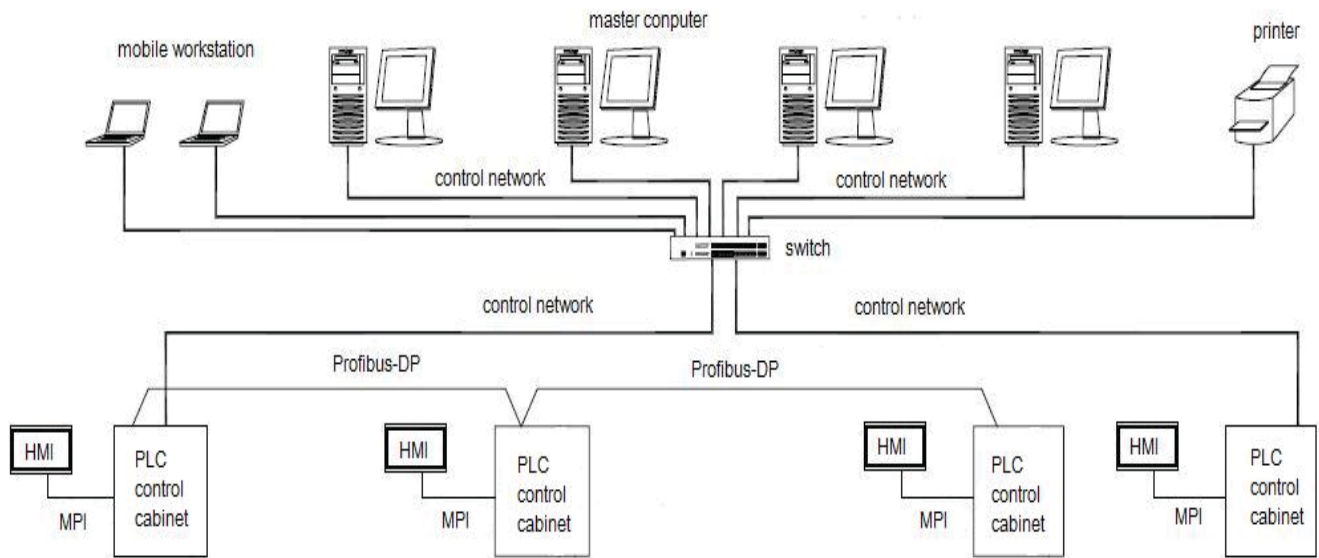 master conputer
printer
mobile workstation
control network
control network
switch
control network
control network
Profibus-DP
Profibus-DP
HMI
PLC
control
cabinet
MPI
HMI
PLC
control
cabinet
MPI
HMI
PLC
control
cabinet
MPI
HMI
PLC
control
cabinet
MPI